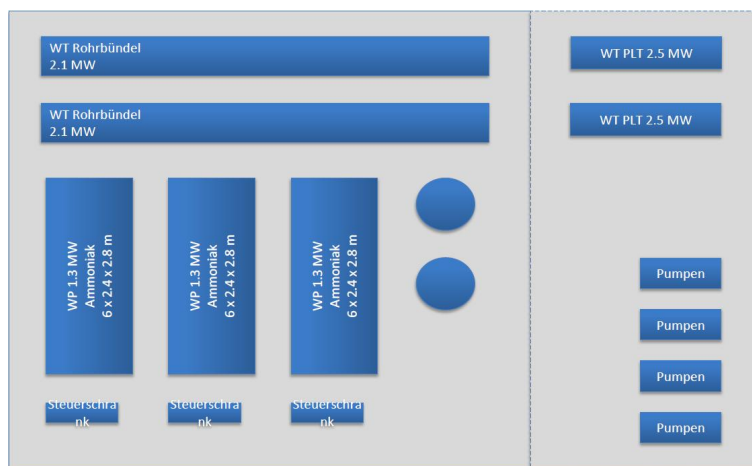 WT Rohrbündel
2.1 MW
WT PLT 2.5 MW
WT Rohrbündel
2.1 MW
WT PLT 2.5 MW
WP 1.3 MW
Ammoniak
6 x 2.4 x 2.8 m
WP 1.3 MW
Ammoniak
6 x 2.4 x 2.8 m
WP 1.3 MW
Ammoniak
6 x 2.4 x 2.8 m
Pumpen
Pumpen
Pumpen
Pumpen
Steuerschra
nk
Steuerschra
nk
Steuerschra
nk